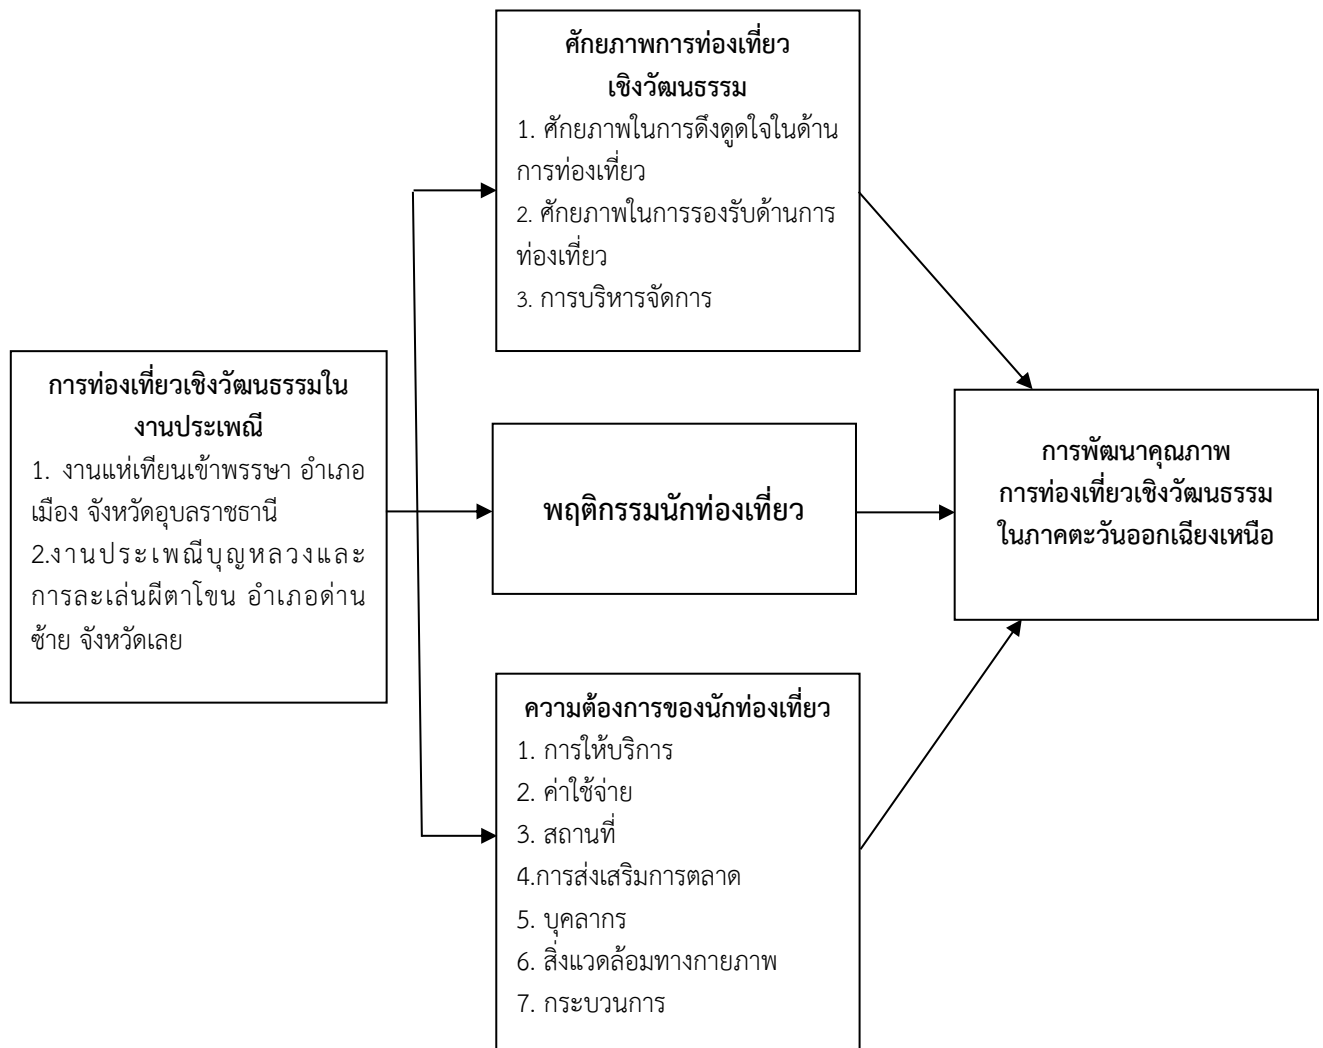 ศักยภาพการท่องเที่ยว
เชิงวัฒนธรรม
1. ศักยภาพในการดึงดูดใจในด้าน
การท่องเที่ยว
2. ศักยภาพในการรองรับด้านการ
ท่องเที่ยว
3. การบริหารจัดการ
การท่องเที่ยวเชิงวัฒนธรรมใน
งานประเพณี
1. งานแห่เทียนเข้าพรรษา อำเภอ
เมือง จังหวัดอุบลราชธานี
2.งานประเพณีบุญหลวงและ
การละเล่นผีตาโขน อำเภอด่าน
ซ้าย จังหวัดเลย
พฤติกรรมนักท่องเที่ยว
การพัฒนาคุณภาพ
การท่องเที่ยวเชิงวัฒนธรรม
ในภาคตะวันออกเฉียงเหนือ
ความต้องการของนักท่องเที่ยว
1. การให้บริการ
2. ค่าใช้จ่าย
3. สถานที่
4.การส่งเสริมการตลาด
5. บุคลากร
6. สิ่งแวดล้อมทางกายภาพ
7. กระบวนการ